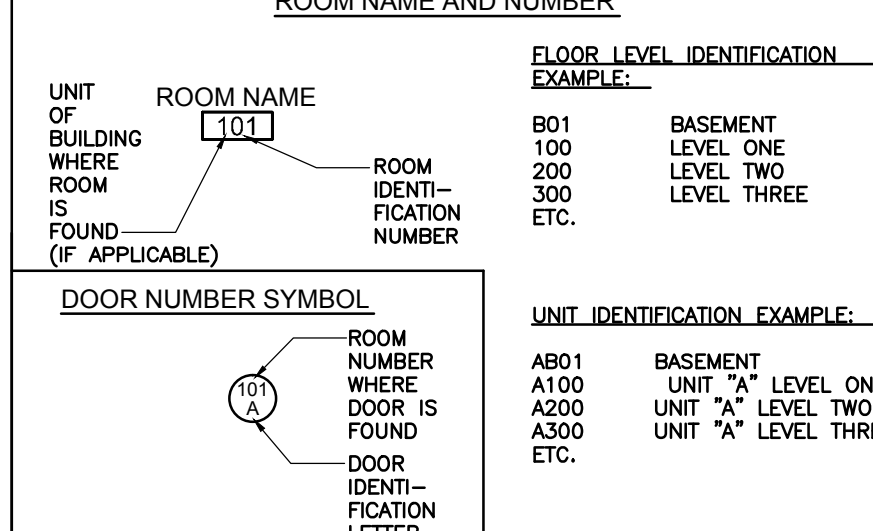 ROOM NAME AND NUMBER
UNIT
OF
BUILDING
WHERE
ROOM
IS
FOUND
(IF APPLICABLE)
ROOM NAME
101
ROOM
IDENTI-
FICATION
NUMBER
FLOOR LEVEL IDENTIFICATION
EXAMPLE:
B01 BASEMENT
100 LEVEL ONE
200 LEVEL TWO
300 LEVEL THREE
ETC.
DOOR NUMBER SYMBOL
101
A
ROOM
NUMBER
WHERE
DOOR IS
FOUND
DOOR
IDENTI-
FICATION
LETTER
UNIT IDENTIFICATION EXAMPLE:
AB01 BASEMENT
A100 UNIT "A" LEVEL ON
A200 UNIT "A" LEVEL TWO
A300 UNIT "A" LEVEL THR
ETC.